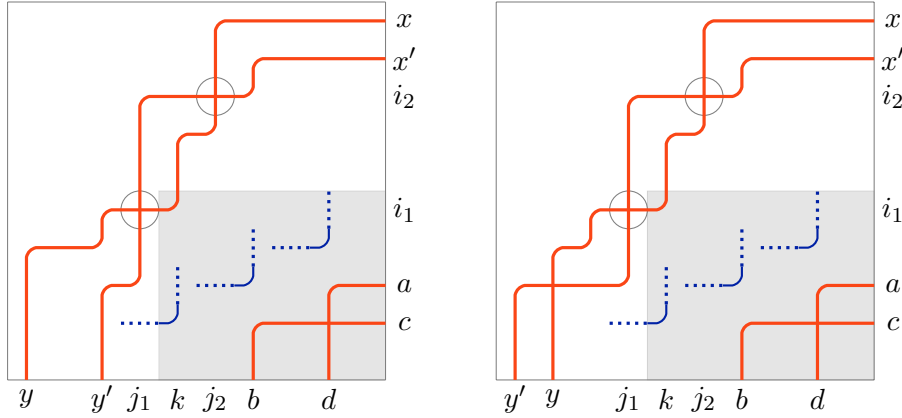 x
x′
i₂
i₁
a
c
y y′ j₁ k j₂ b d
x
x′
i₂
i₁
a
c
y′ y j₁ k j₂ b d